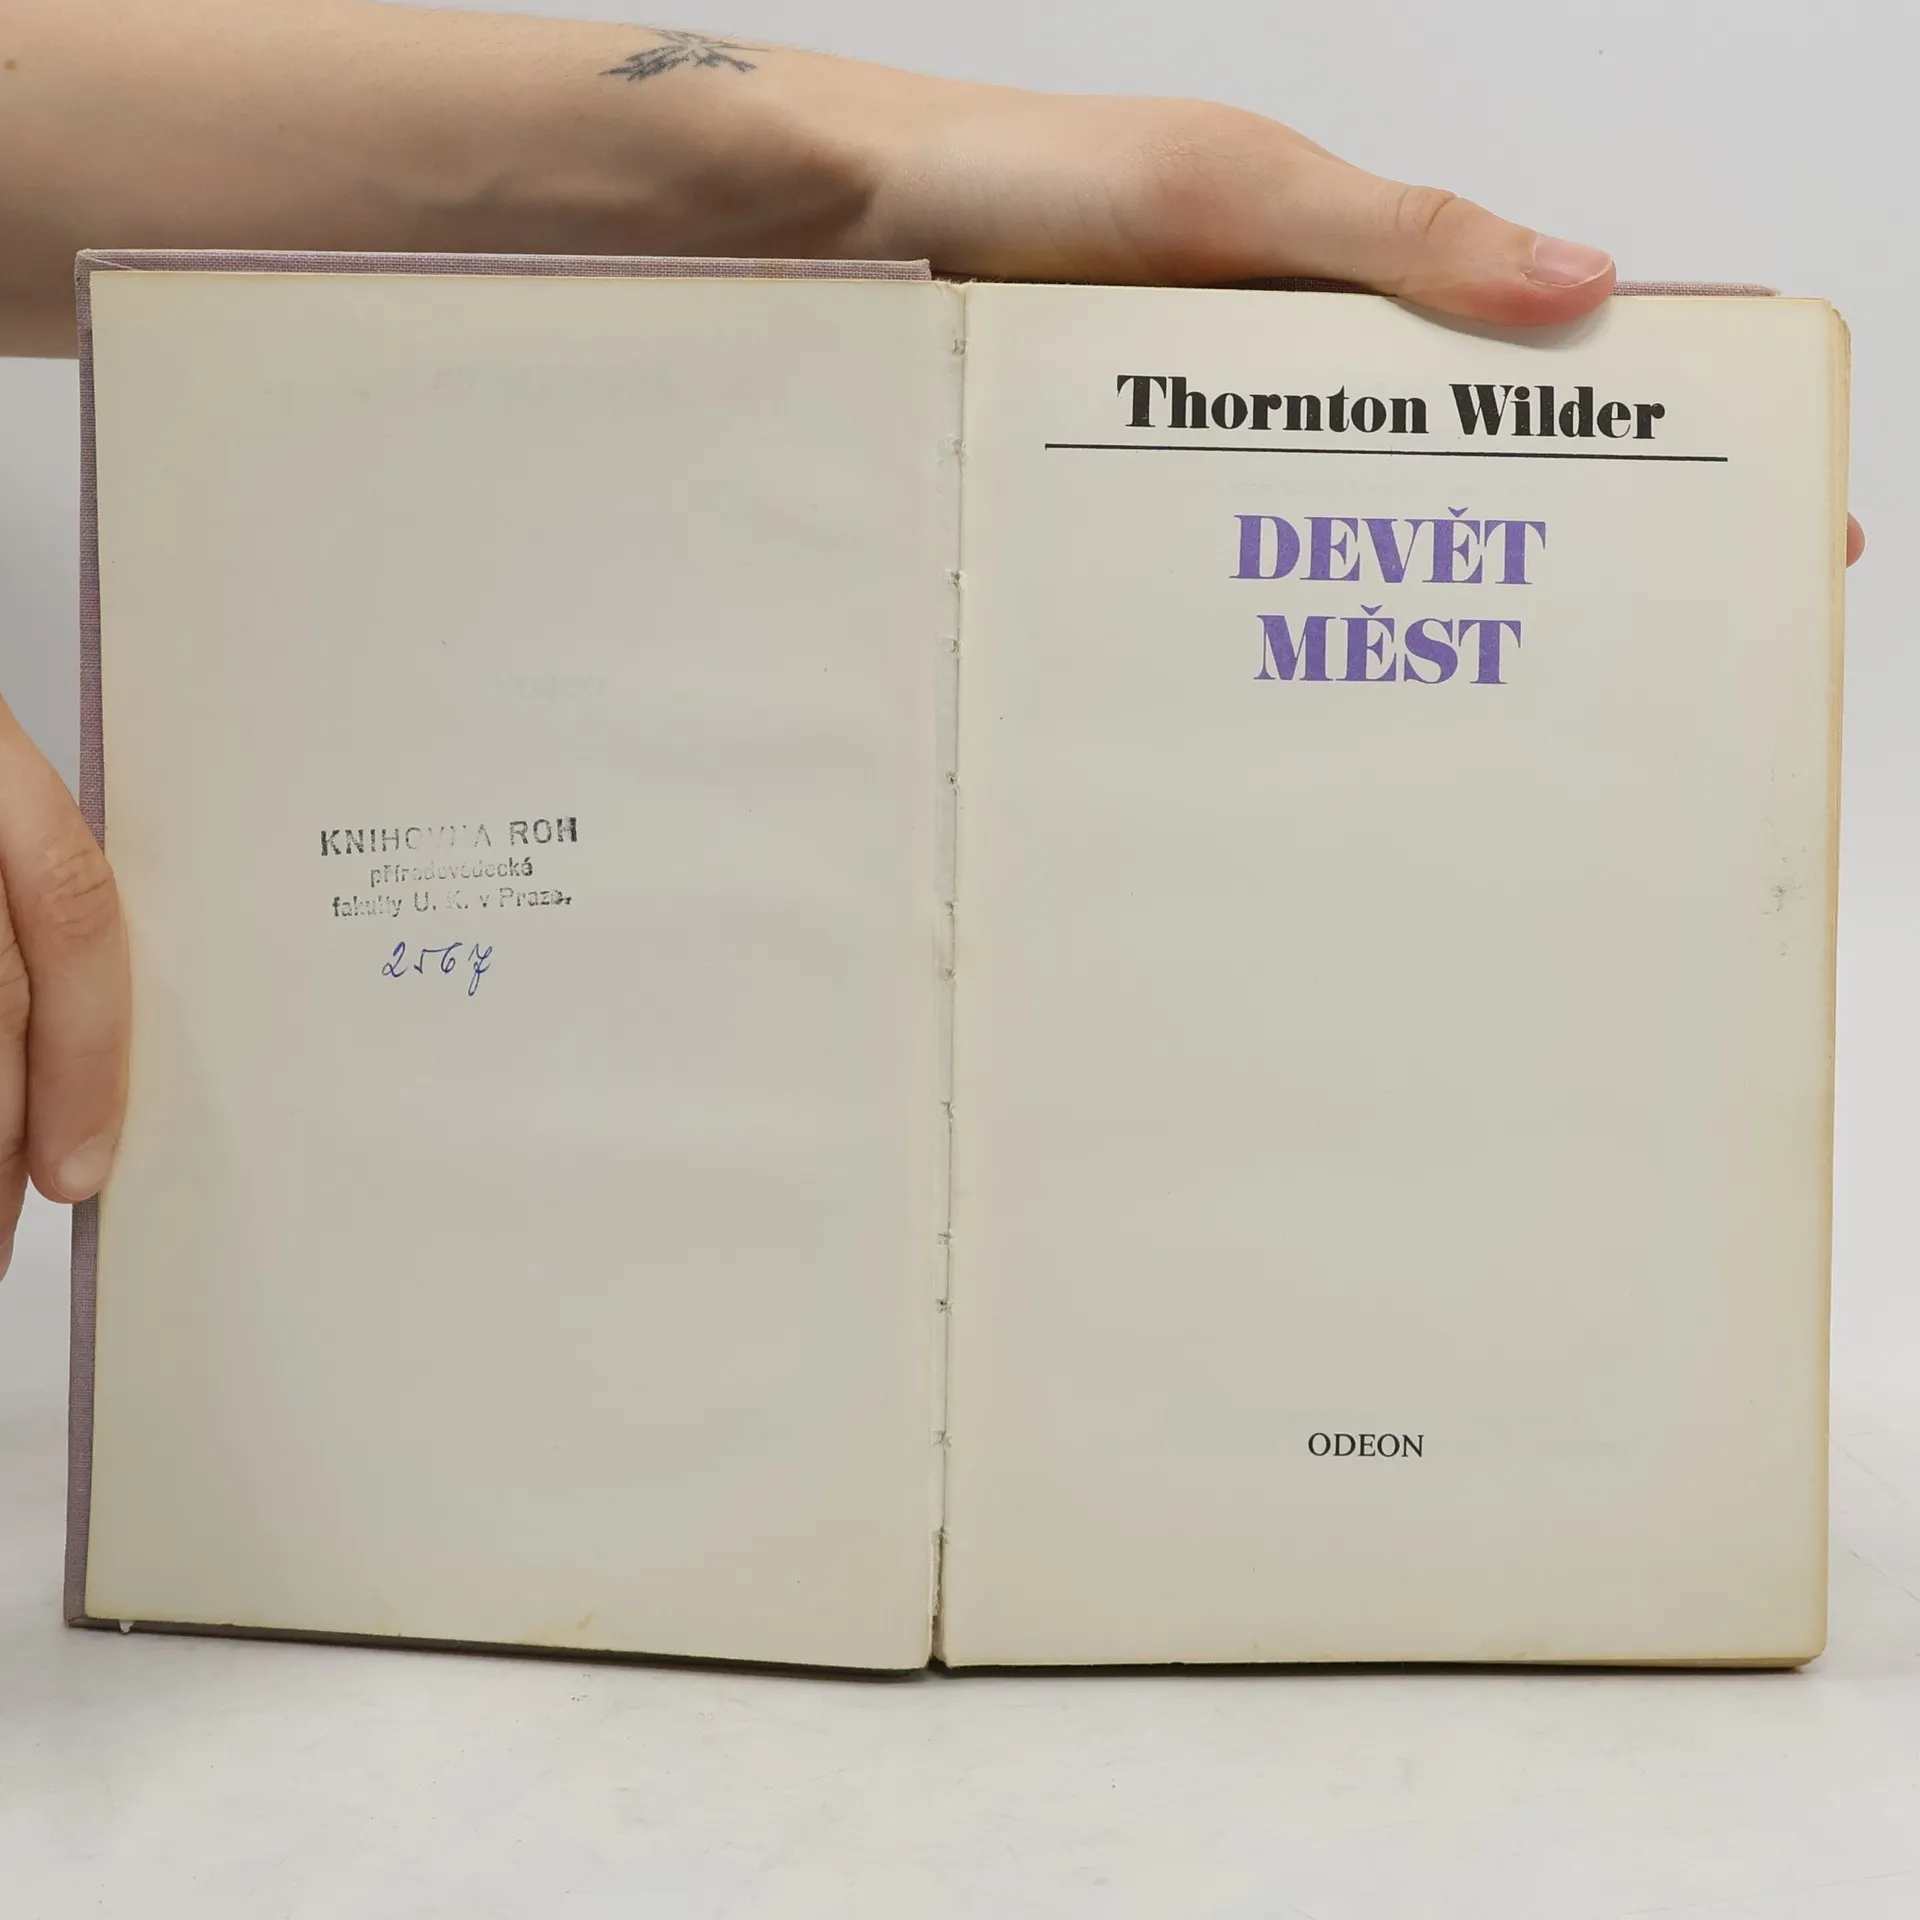 KNIHOVNA ROH
přírodovědecké
fakulty U. K. v Praze.
2567
Thornton Wilder
DEVĚT
MĚST
ODEON